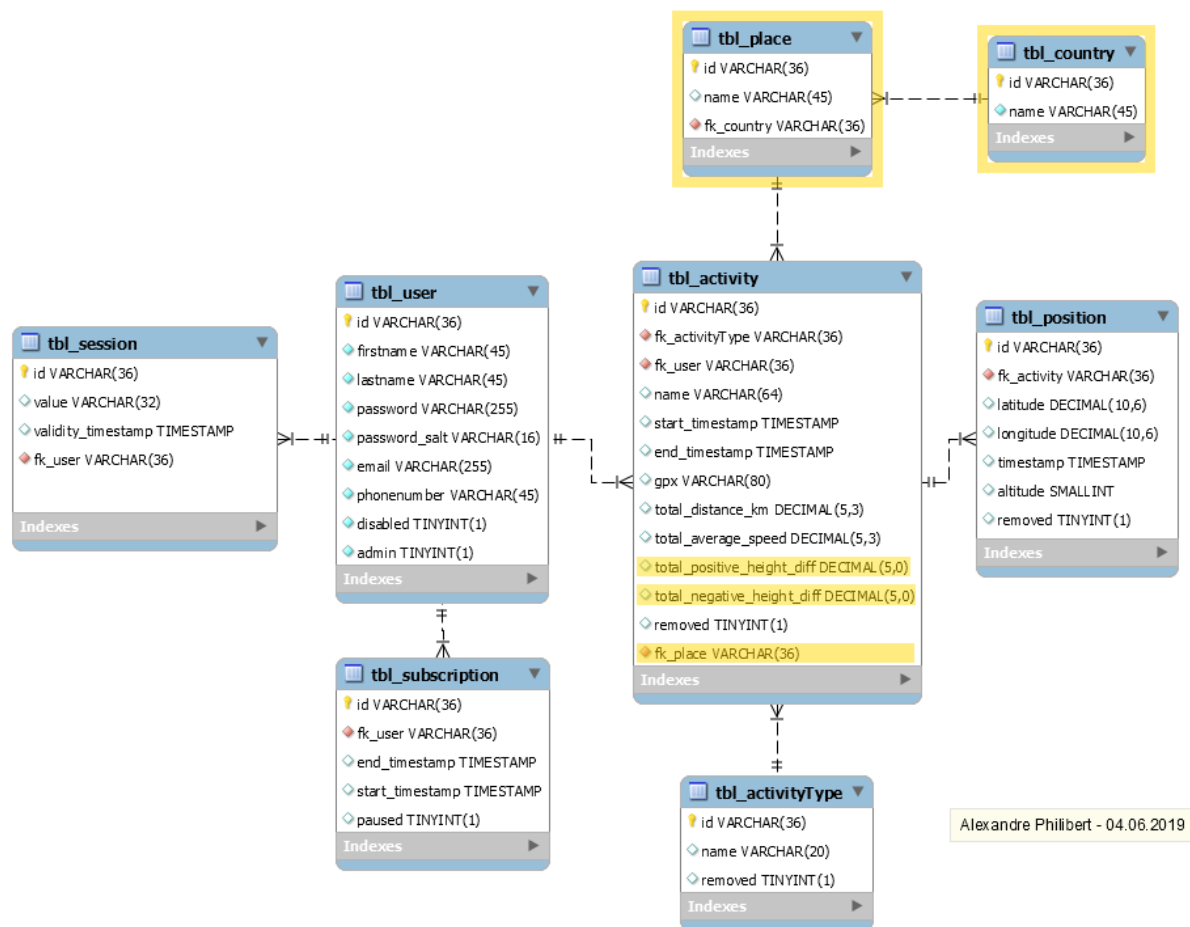 tbl_place
id VARCHAR(36)
name VARCHAR(45)
fk_country VARCHAR(36)
Indexes
tbl_country
id VARCHAR(36)
name VARCHAR(45)
Indexes
tbl_session
id VARCHAR(36)
value VARCHAR(32)
validity_timestamp TIMESTAMP
fk_user VARCHAR(36)
Indexes
tbl_user
id VARCHAR(36)
firstname VARCHAR(45)
lastname VARCHAR(45)
password VARCHAR(255)
password_salt VARCHAR(16)
email VARCHAR(255)
phonenumber VARCHAR(45)
disabled TINYINT(1)
admin TINYINT(1)
Indexes
tbl_activity
id VARCHAR(36)
fk_activityType VARCHAR(36)
fk_user VARCHAR(36)
name VARCHAR(64)
start_timestamp TIMESTAMP
end_timestamp TIMESTAMP
gpx VARCHAR(80)
total_distance_km DECIMAL(5,3)
total_average_speed DECIMAL(5,3)
total_positive_height_diff DECIMAL(5,0)
total_negative_height_diff DECIMAL(5,0)
removed TINYINT(1)
fk_place VARCHAR(36)
Indexes
tbl_position
id VARCHAR(36)
fk_activity VARCHAR(36)
latitude DECIMAL(10,6)
longitude DECIMAL(10,6)
timestamp TIMESTAMP
altitude SMALLINT
removed TINYINT(1)
Indexes
tbl_subscription
id VARCHAR(36)
fk_user VARCHAR(36)
end_timestamp TIMESTAMP
start_timestamp TIMESTAMP
paused TINYINT(1)
Indexes
tbl_activityType
id VARCHAR(36)
name VARCHAR(20)
removed TINYINT(1)
Indexes
Alexandre Philibert - 04.06.2019